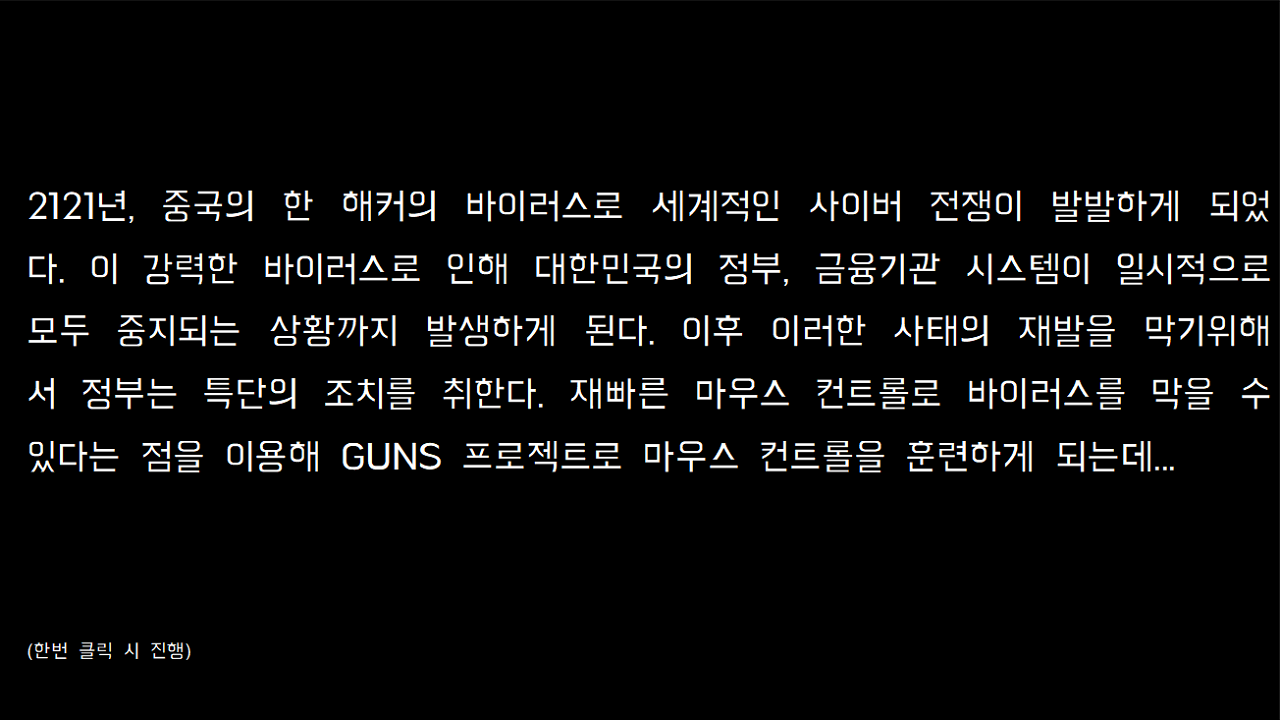 2121년, 중국의 한 해커의 바이러스로 세계적인 사이버 전쟁이 발발하게 되었
다. 이 강력한 바이러스로 인해 대한민국의 정부, 금융기관 시스템이 일시적으로
모두 중지되는 상황까지 발생하게 된다. 이후 이러한 사태의 재발을 막기위해
서 정부는 특단의 조치를 취한다. 재빠른 마우스 컨트롤로 바이러스를 막을 수
있다는 점을 이용해 GUNS 프로젝트로 마우스 컨트롤을 훈련하게 되는데...
(한번 클릭 시 진행)